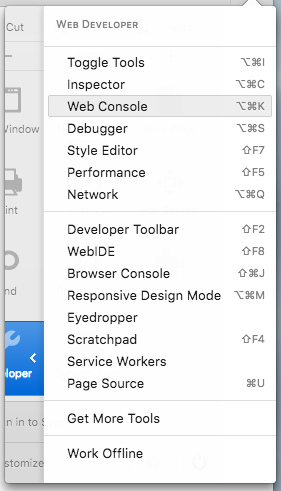 WEB DEVELOPER
Cut
Toggle Tools ⌥⌘I
Inspector ⌥⌘C
Web Console ⌥⌘K
Window
Debugger ⌥⌘S
Style Editor ⇧F7
Performance ⇧F5
Network ⌥⌘Q
int
Developer Toolbar ⇧F2
WebIDE ⇧F8
Browser Console ⇧⌘J
nd
Responsive Design Mode ⌥⌘M
Eyedropper
Scratchpad ⇧F4
Service Workers
loper
Page Source ⌘U
Get More Tools
n in to S
Work Offline
stomize